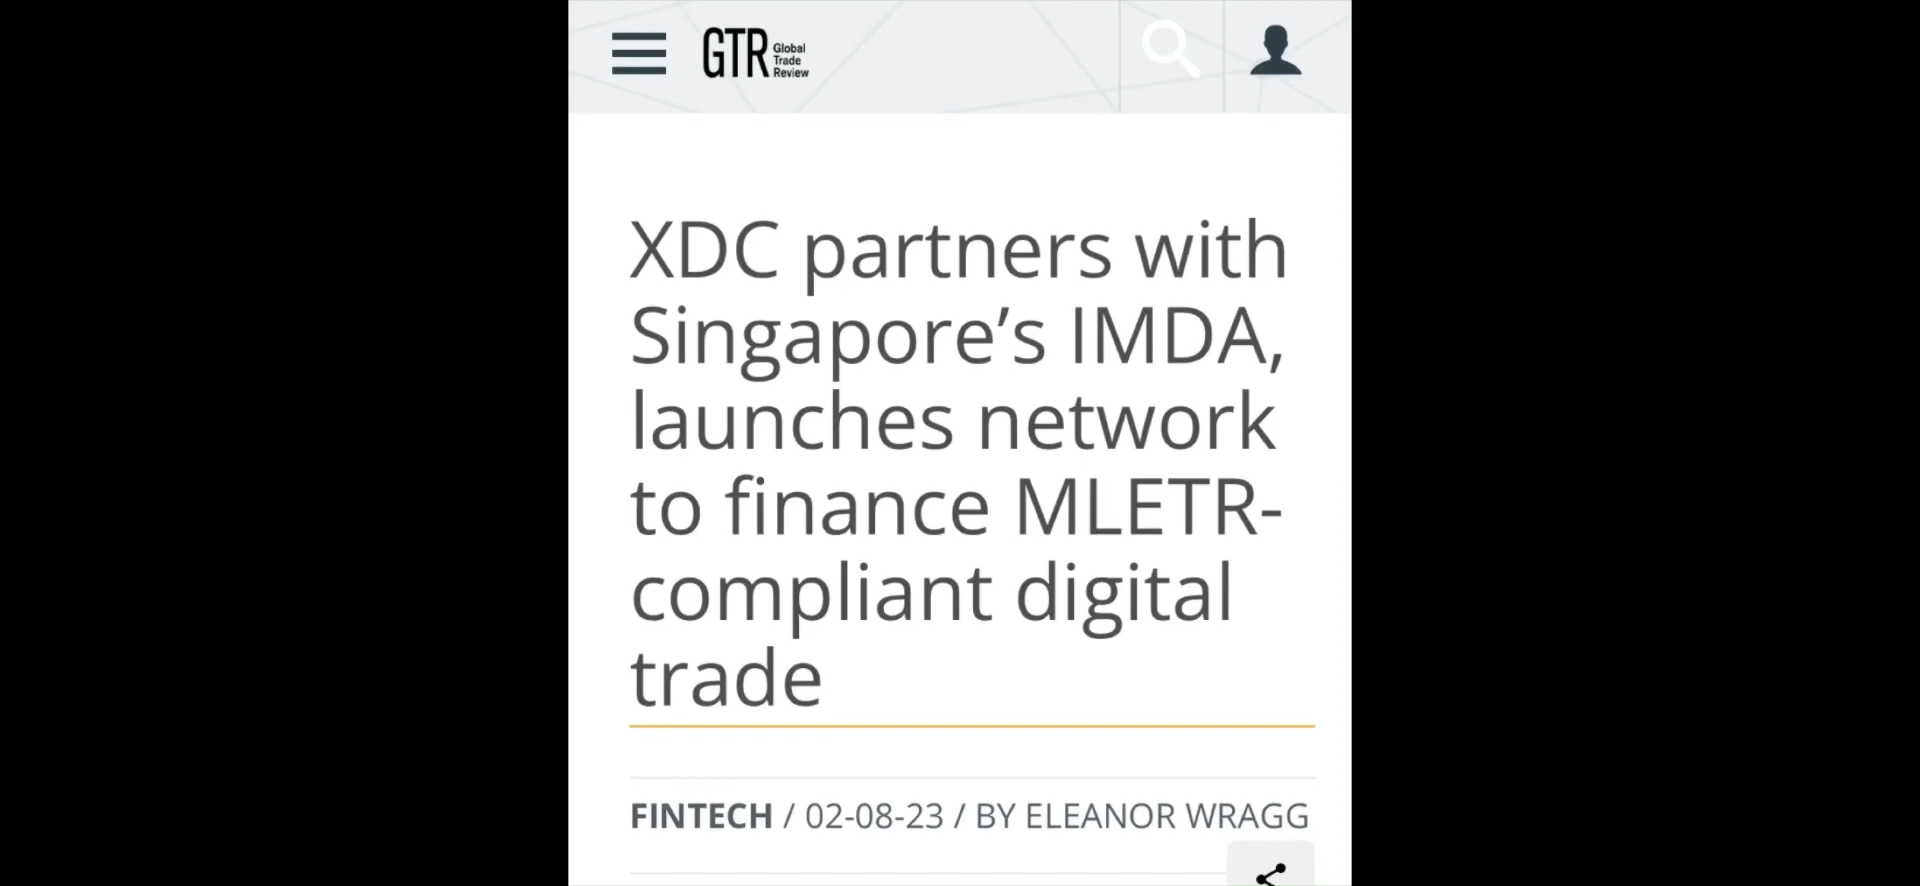 GTR Global
Trade
Review
XDC partners with
Singapore’s IMDA,
launches network
to finance MLETR-
compliant digital
trade
FINTECH / 02-08-23 / BY ELEANOR WRAGG